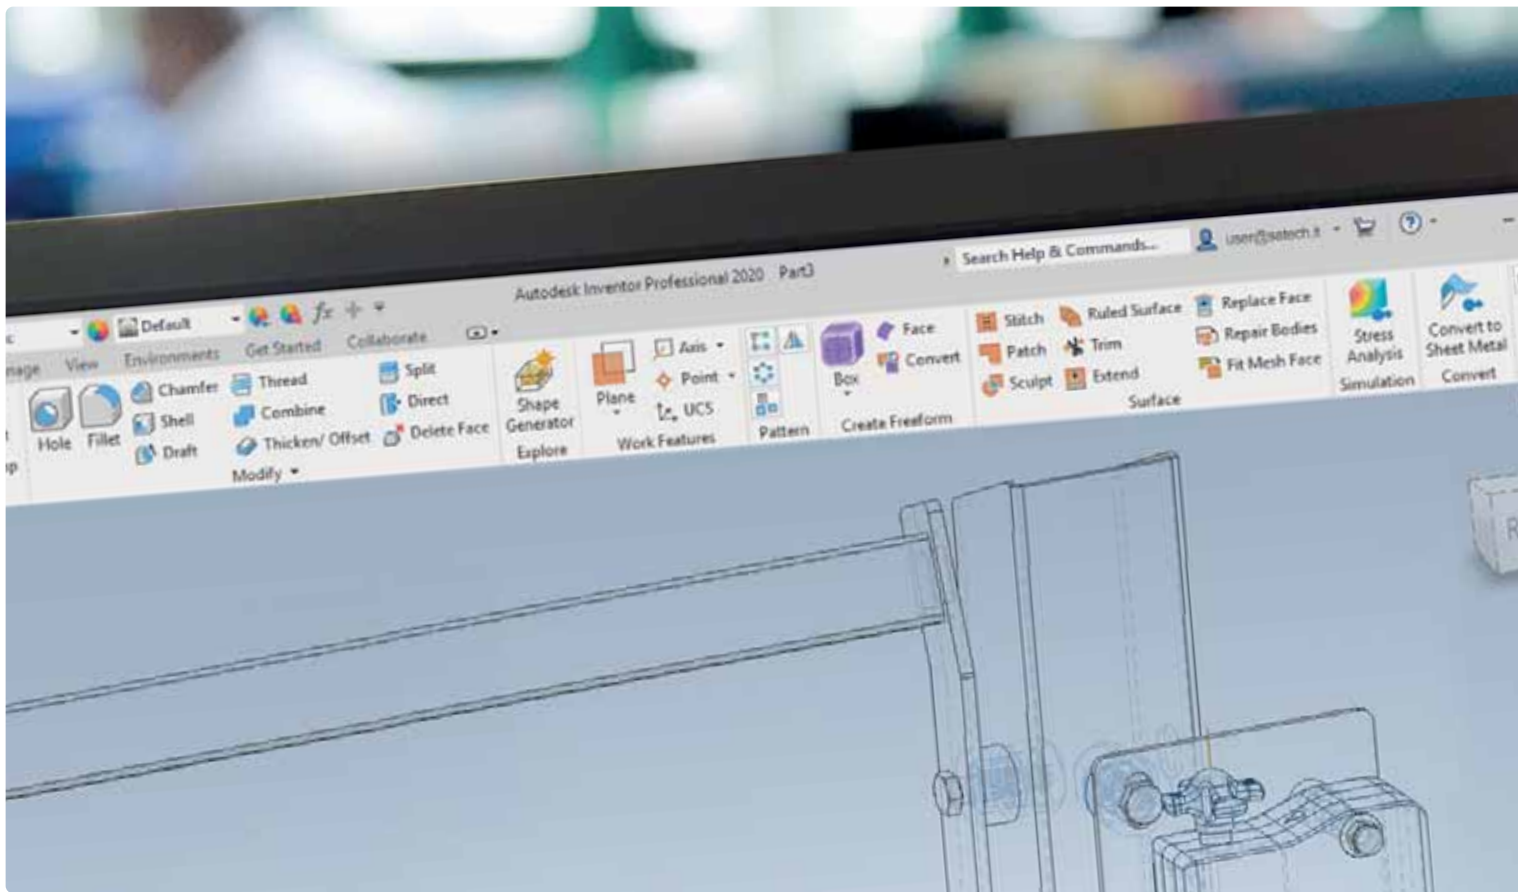 Autodesk Inventor Professional 2020 Part3
Search Help & Commands...
Default
fx
View
Environments
Get Started
Collaborate
Hole
Fillet
Chamfer
Shell
Draft
Thread
Combine
Thicken/ Offset
Split
Direct
Delete Face
Modify
Shape
Generator
Explore
Plane
Axis
Point
UCS
Work Features
Pattern
Box
Face
Convert
Create Freeform
Stitch
Patch
Sculpt
Ruled Surface
Trim
Extend
Replace Face
Repair Bodies
Fit Mesh Face
Surface
Stress
Analysis
Simulation
Convert to
Sheet Metal
Convert